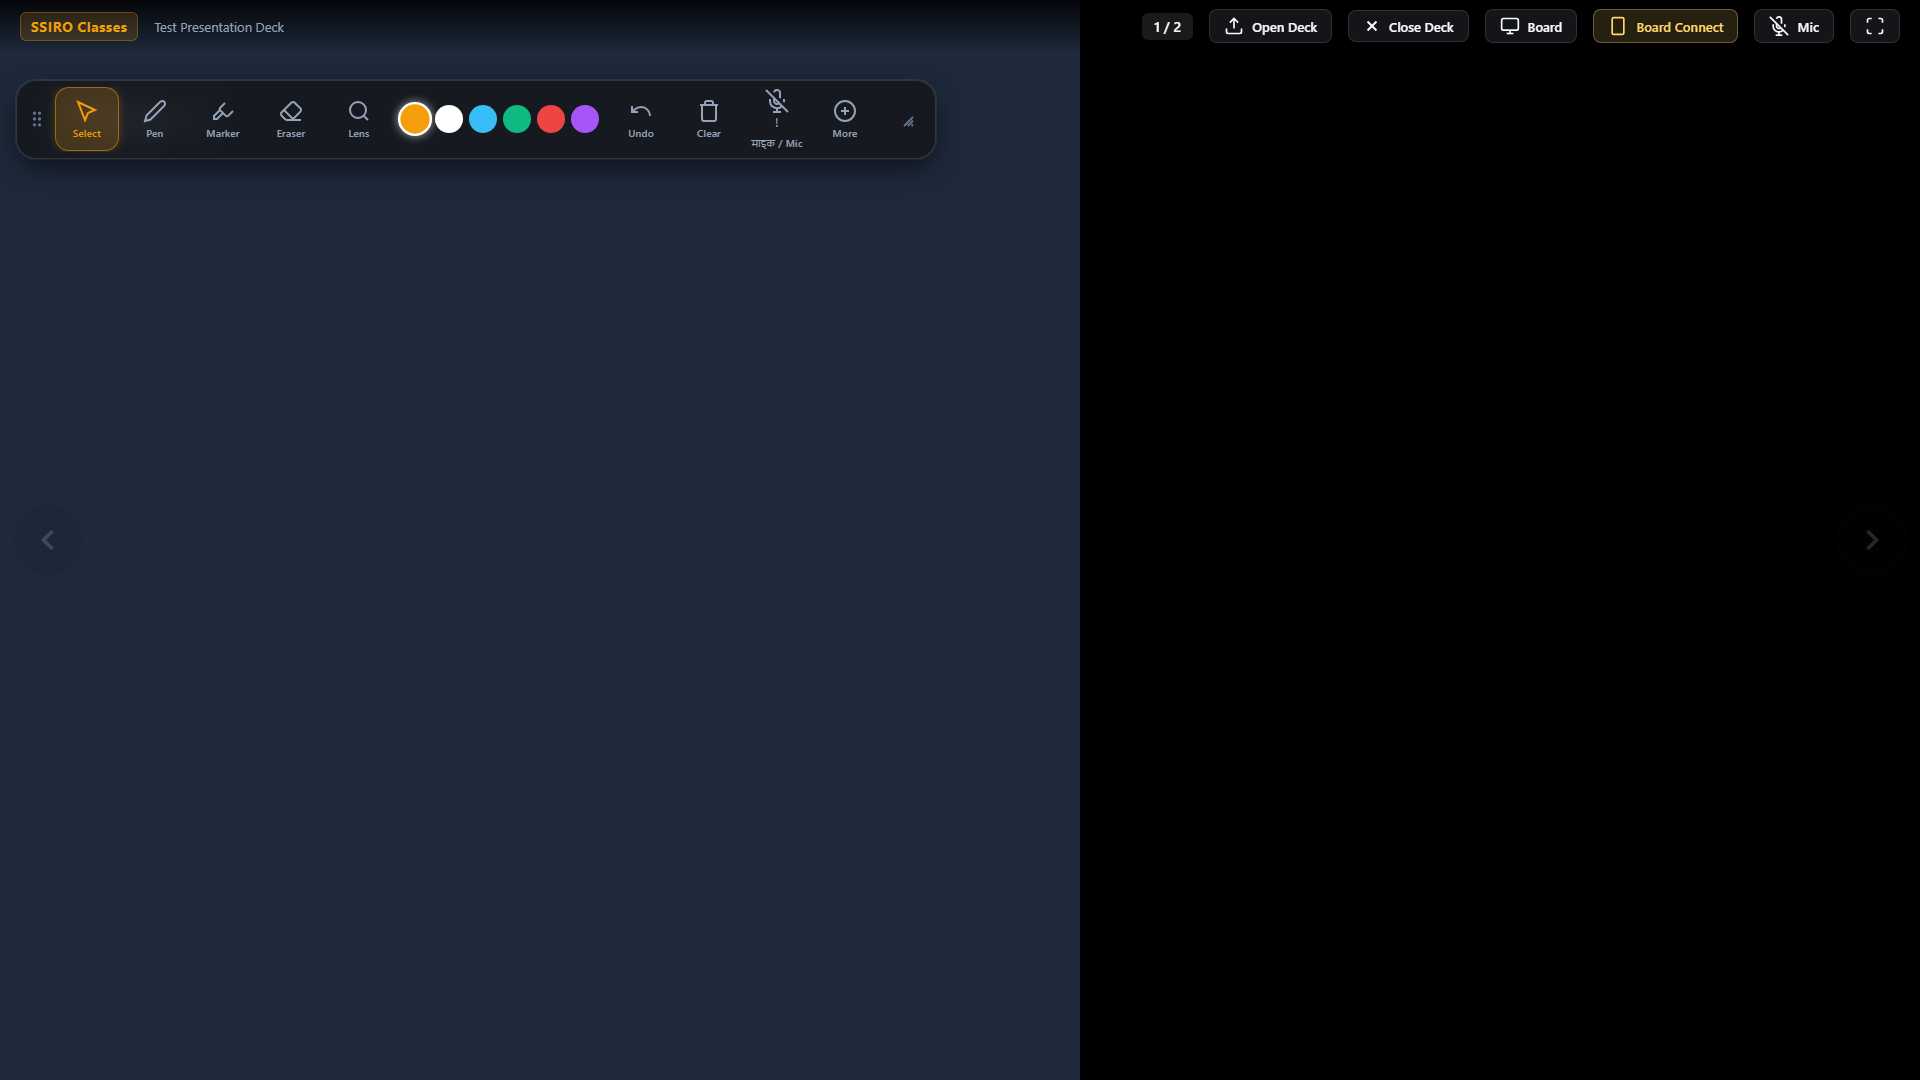 SSIRO Classes
Test Presentation Deck
1 / 2
Open Deck
Close Deck
Board
Board Connect
Mic
Select
Pen
Marker
Eraser
Lens
Undo
Clear
!
माइक / Mic
More